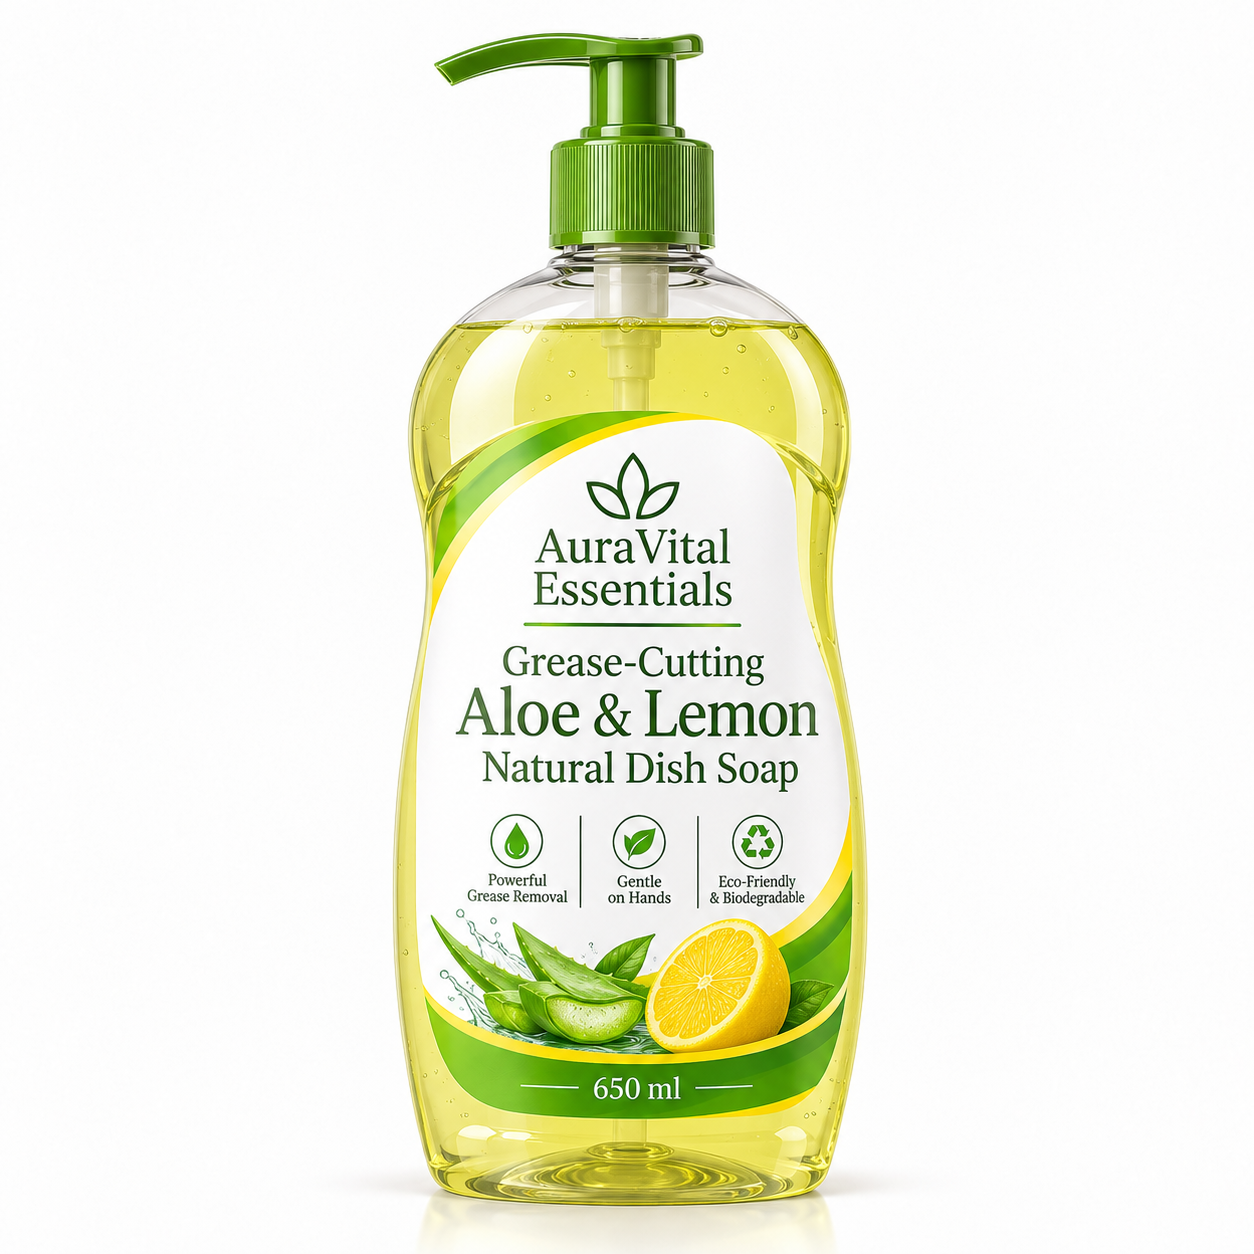 AuraVital
Essentials
Grease-Cutting
Aloe & Lemon
Natural Dish Soap
Powerful
Grease Removal
Gentle
on Hands
Eco-Friendly
& Biodegradable
650 ml